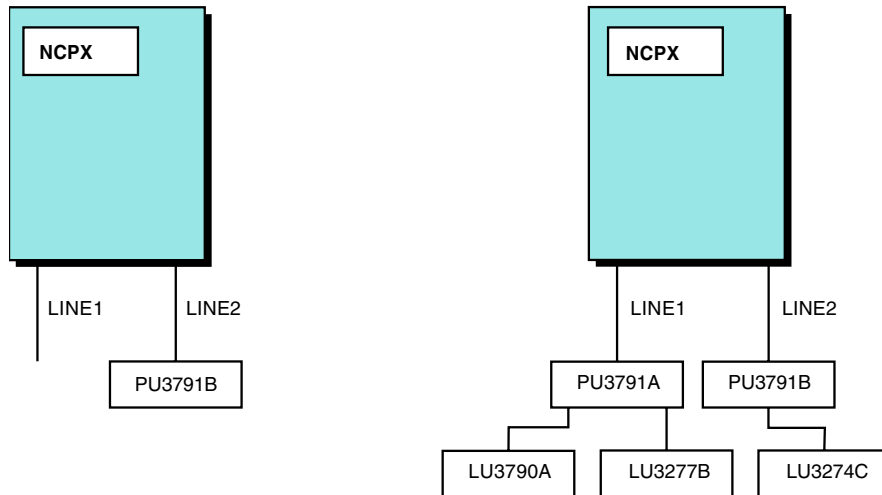 NCPX
NCPX
LINE1
LINE2
LINE1
LINE2
PU3791B
PU3791A
PU3791B
LU3790A
LU3277B
LU3274C